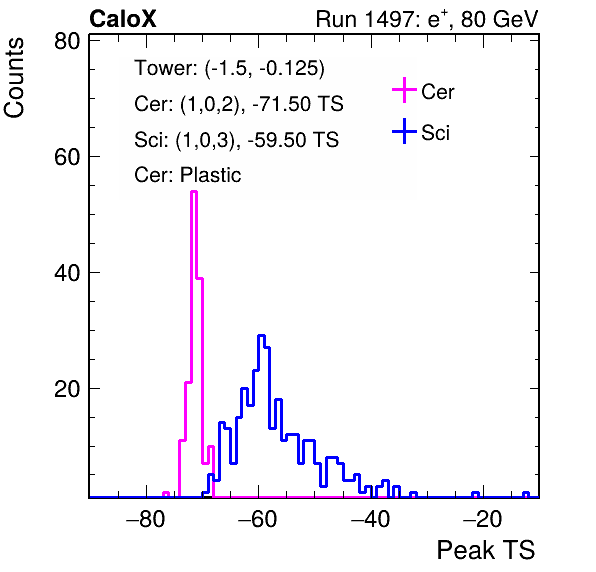 CaloX Run 1497: e⁺, 80 GeV
Counts
80
60
40
20
Tower: (-1.5, -0.125)
Cer: (1,0,2), -71.50 TS
Sci: (1,0,3), -59.50 TS
Cer: Plastic
Cer
Sci
−80 −60 −40 −20
Peak TS